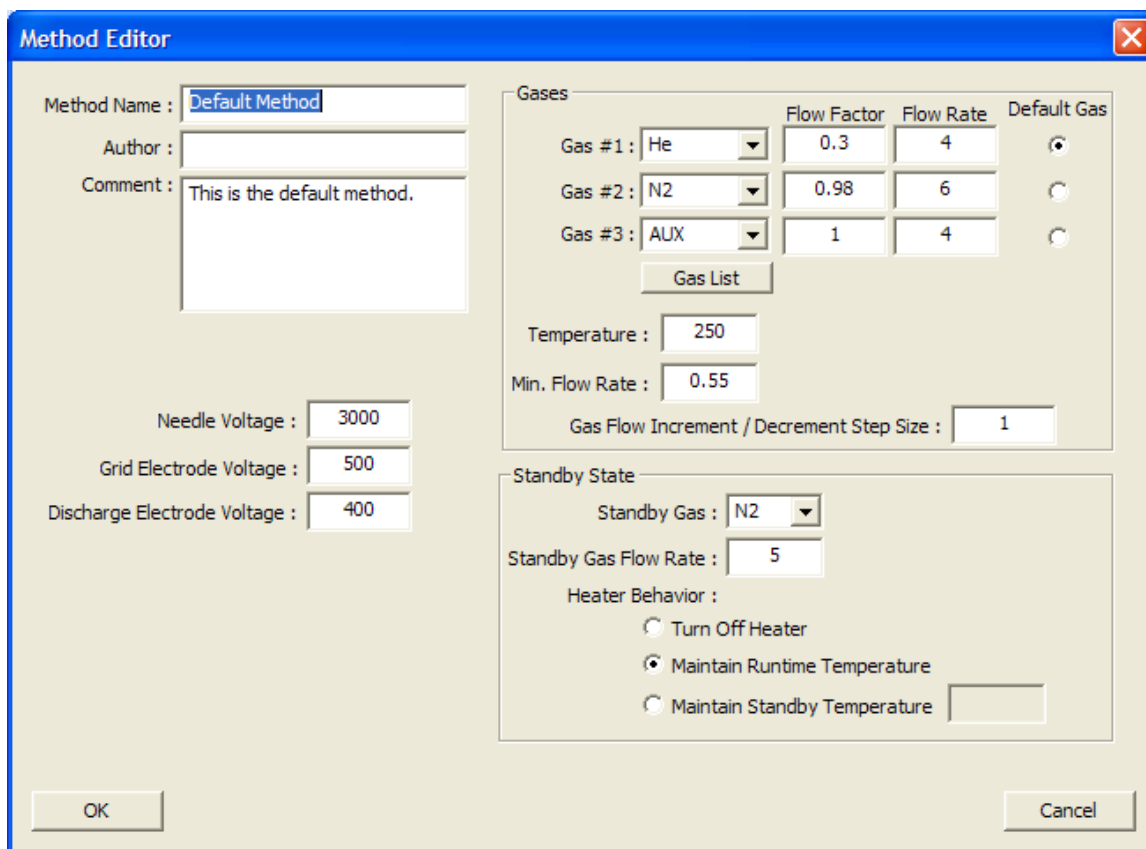 Method Editor
Method Name : Default Method
Author :
Comment : This is the default method.
Needle Voltage : 3000
Grid Electrode Voltage : 500
Discharge Electrode Voltage : 400
Gases
Flow Factor Flow Rate Default Gas
Gas #1 : He 0.3 4
Gas #2 : N2 0.98 6
Gas #3 : AUX 1 4
Gas List
Temperature : 250
Min. Flow Rate : 0.55
Gas Flow Increment / Decrement Step Size : 1
Standby State
Standby Gas : N2
Standby Gas Flow Rate : 5
Heater Behavior :
Turn Off Heater
Maintain Runtime Temperature
Maintain Standby Temperature
OK Cancel